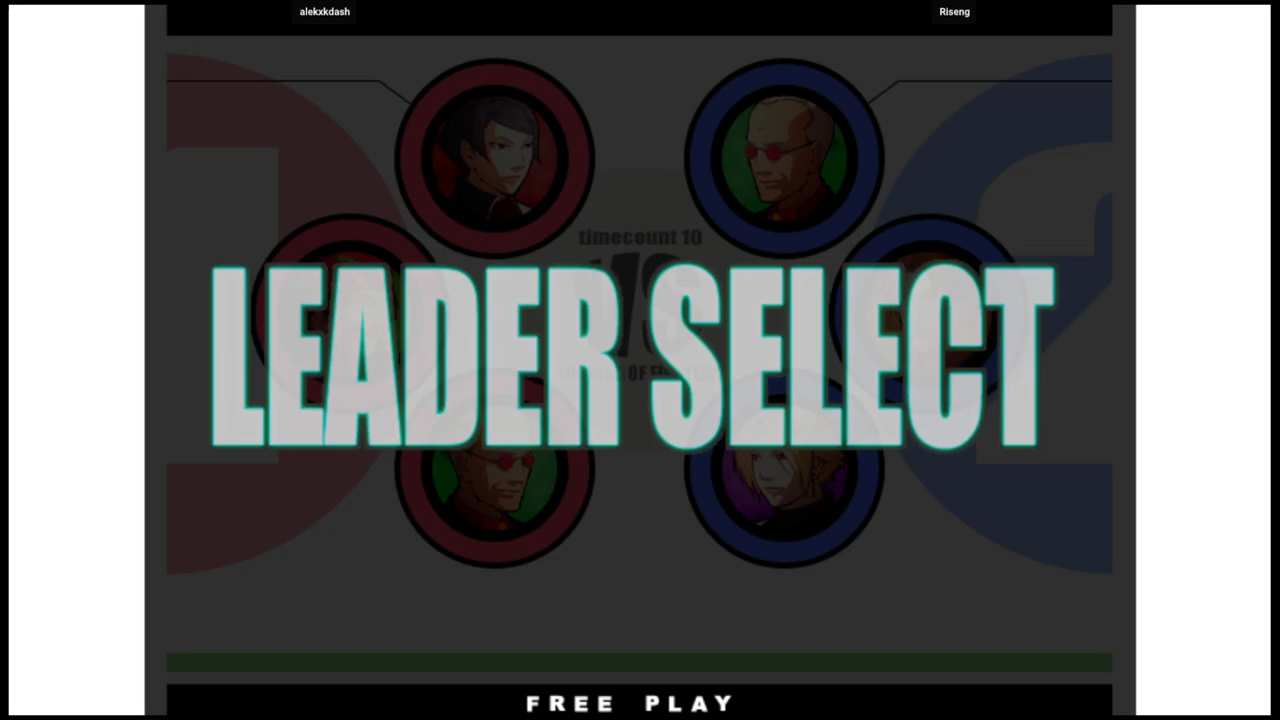 alekxkdash
Riseng
timecount 10
LEADER SELECT
FREE PLAY